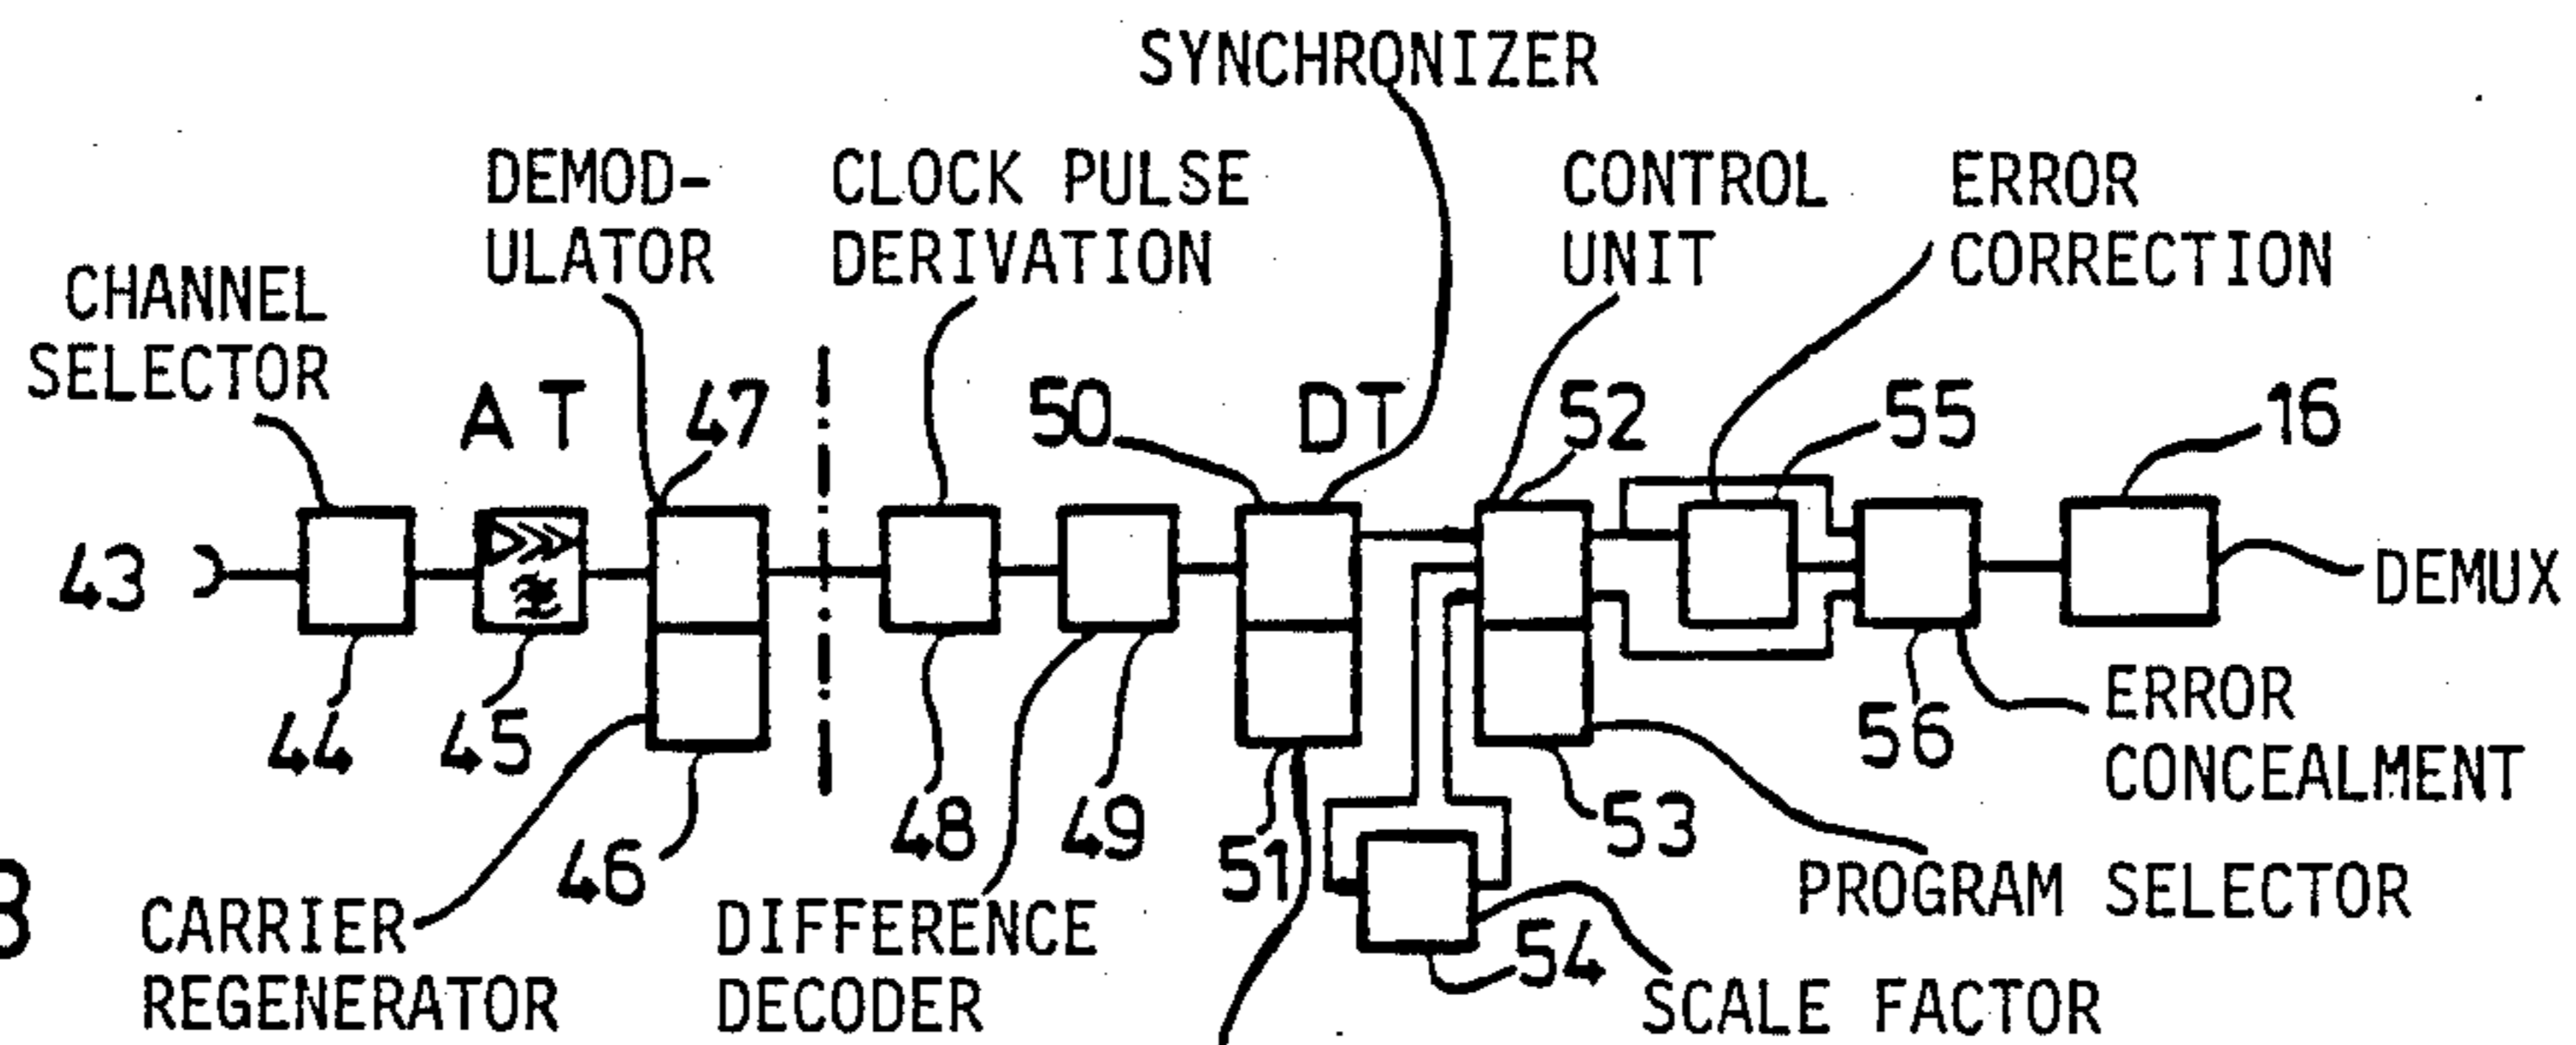 SYNCHRONIZER
DEMOD-
ULATOR
CLOCK PULSE
DERIVATION
CONTROL
UNIT
ERROR
CORRECTION
CHANNEL
SELECTOR
A T
47
50
DT
52
55
16
43
DEMUX
44
45
46
48
49
51
53
54
56
ERROR
CONCEALMENT
CARRIER
REGENERATOR
DIFFERENCE
DECODER
PROGRAM SELECTOR
SCALE FACTOR